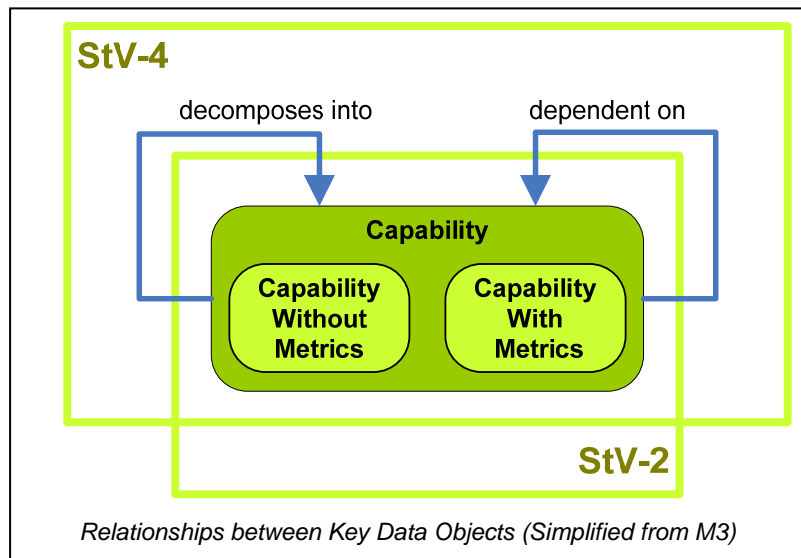 StV-4
decomposes into
dependent on
Capability
Capability
Without
Metrics
Capability
With
Metrics
StV-2
Relationships between Key Data Objects (Simplified from M3)